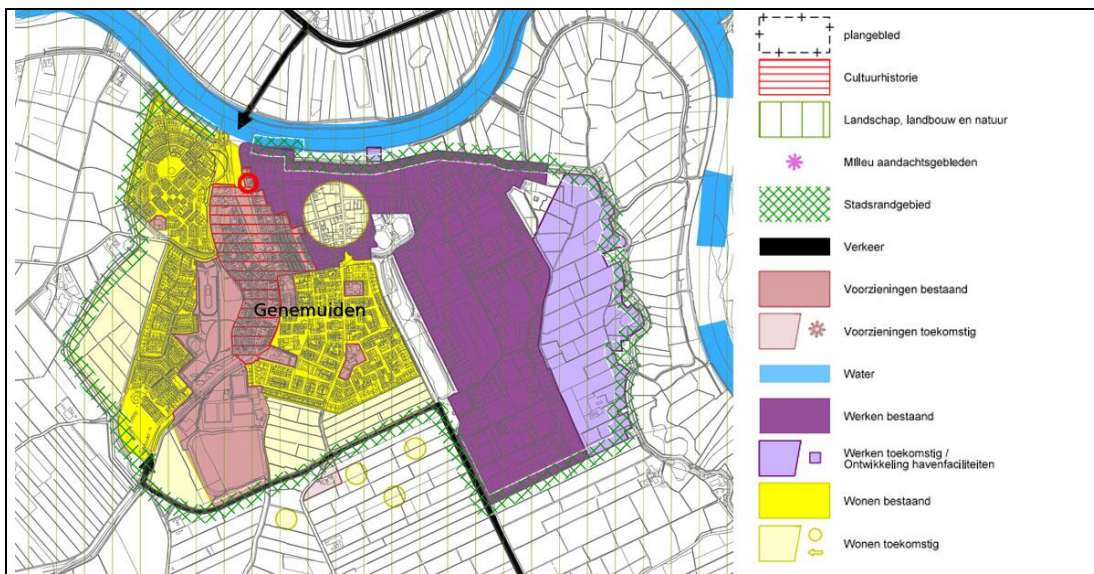 Genemuiden
plangebied
Cultuurhistorie
Landschap, landbouw en natuur
Milieu aandachtsgebieden
Stadsrandgebied
Verkeer
Voorzieningen bestaand
Voorzieningen toekomstig
Water
Werken bestaand
Werken toekomstig /
Ontwikkeling havenfaciliteiten
Wonen bestaand
Wonen toekomstig